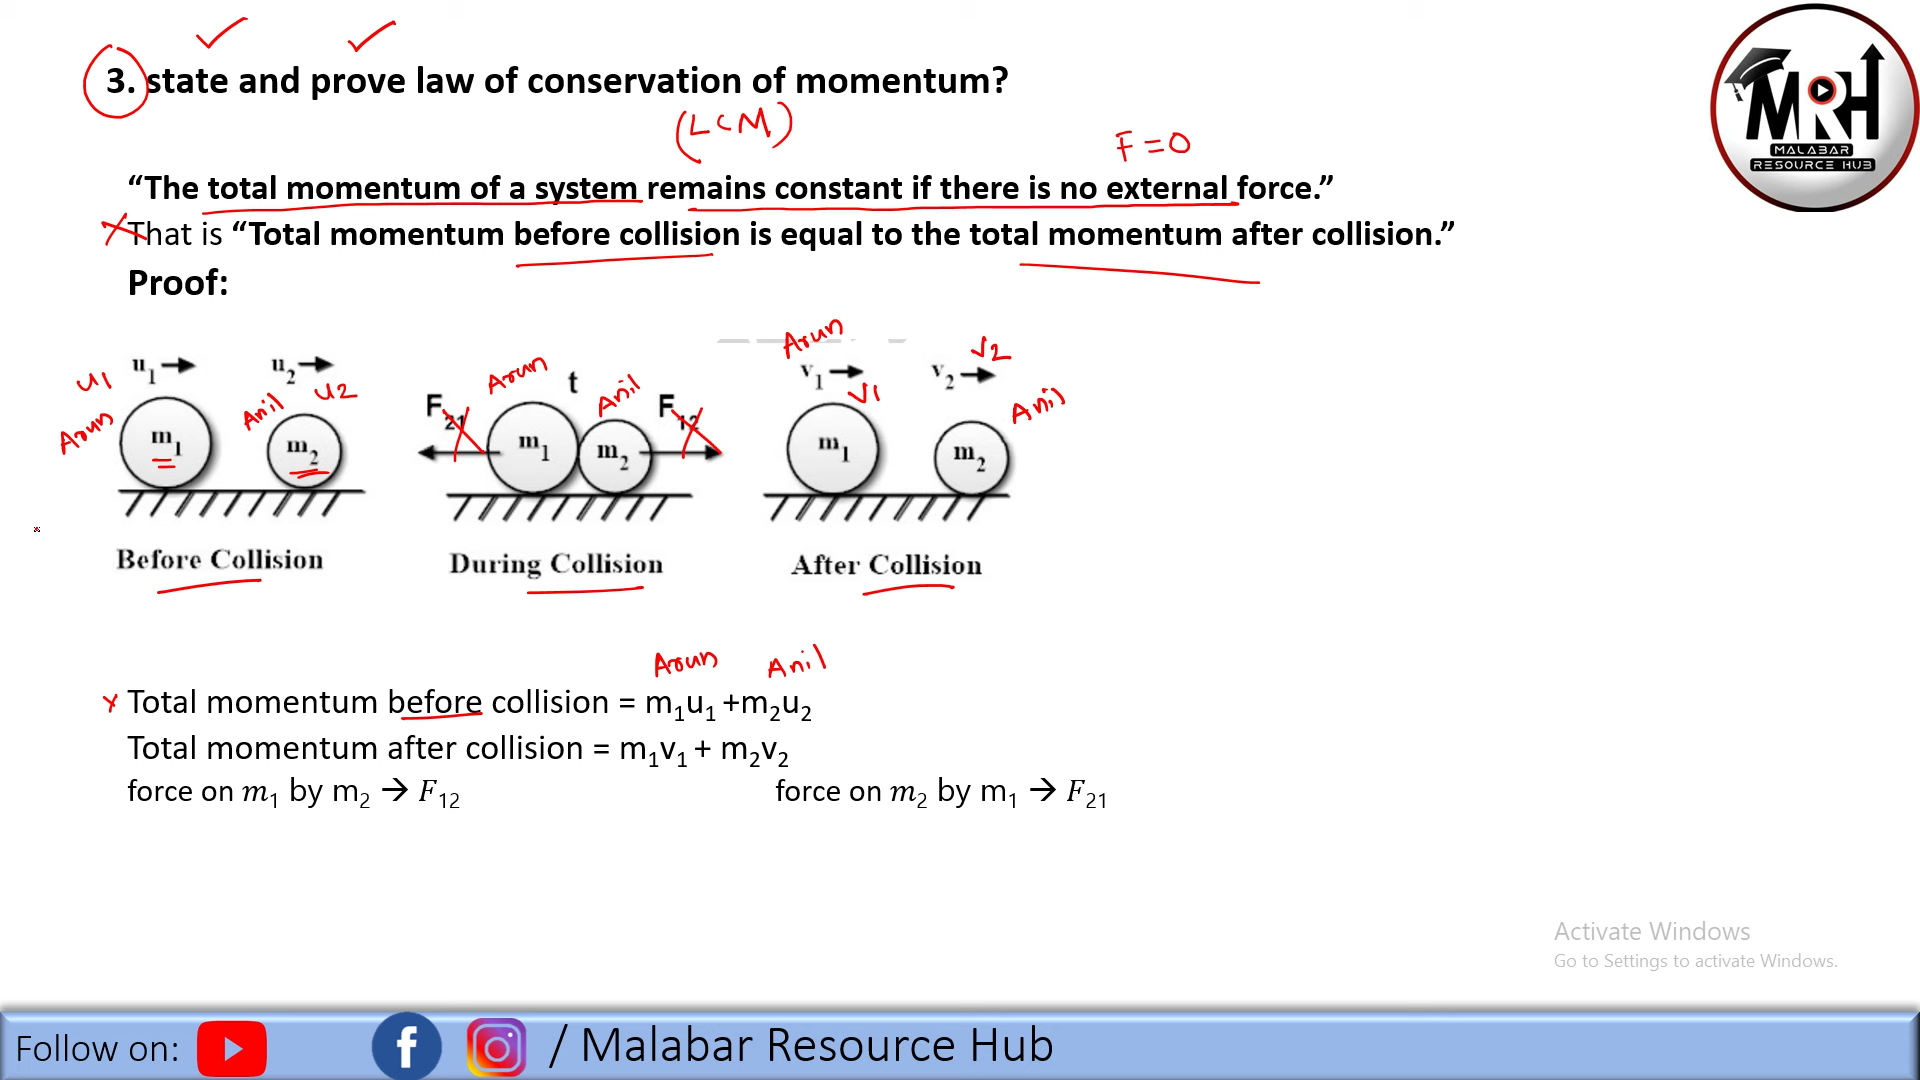 3. state and prove law of conservation of momentum?
(LCM)
F = 0
“The total momentum of a system remains constant if there is no external force.”
That is “Total momentum before collision is equal to the total momentum after collision.”
Proof:
MRH
MALABAR
RESOURCE HUB
u1 u₁ u₂ u2
Arun Anil
m₁ m₂
Before Collision
Arun t Anil
F₂₁ F₁₂
m₁ m₂
During Collision
Arun v2
v₁ v1 v₂ Anil
m₁ m₂
After Collision
Arun Anil
x Total momentum before collision = m₁u₁ +m₂u₂
Total momentum after collision = m₁v₁ + m₂v₂
force on m₁ by m₂ → F₁₂ force on m₂ by m₁ → F₂₁
Activate Windows
Go to Settings to activate Windows.
Follow on: f / Malabar Resource Hub